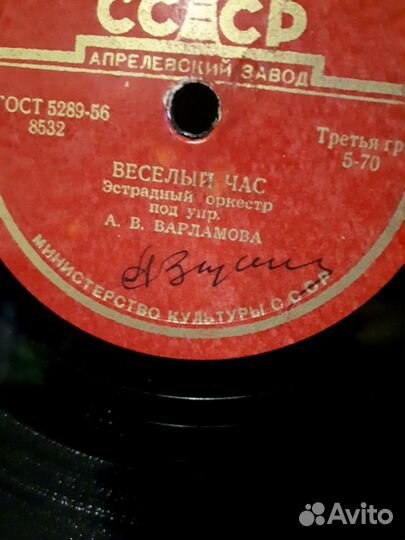 СССР
АПРЕЛЕВСКИЙ ЗАВОД
ГОСТ 5289-56
8532
Третья гр
5-70
ВЕСЕЛЫЙ ЧАС
Эстрадный оркестр
под упр.
А. В. ВАРЛАМОВА
МИНИСТЕРСТВО КУЛЬТУРЫ СССР
Avito